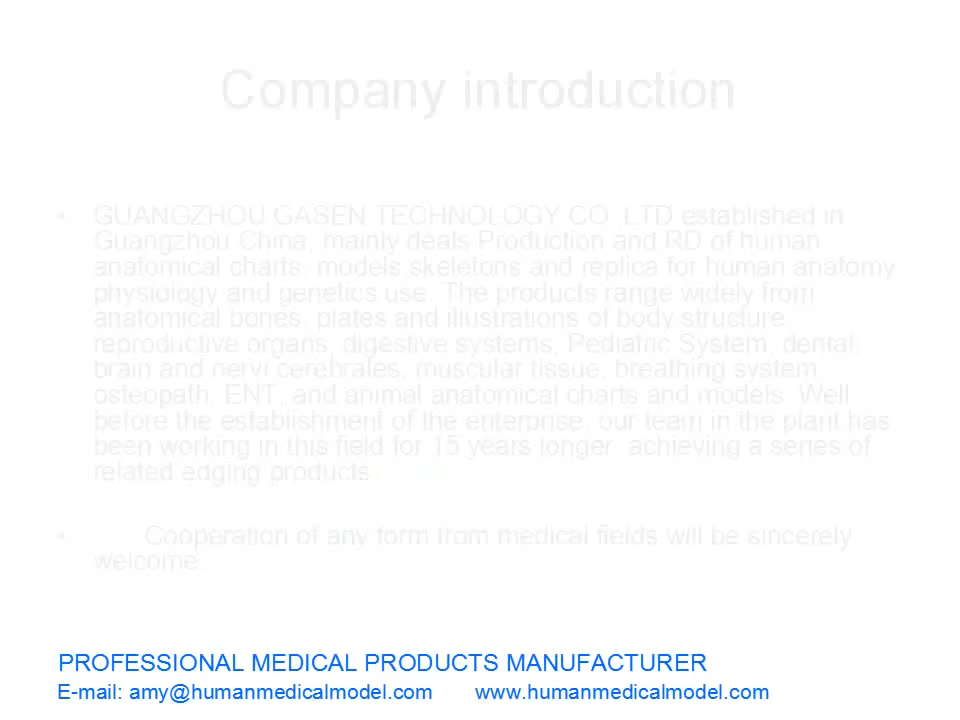 Company introduction
• GUANGZHOU GASEN TECHNOLOGY CO. LTD established in
Guangzhou China, mainly deals Production and RD of human
anatomical charts, models,skeletons and replica for human anatomy
physiology and genetics use. The products range widely from
anatomical bones, plates and illustrations of body structure,
reproductive organs, digestive systems, Pediatric System, dental,
brain and nervi cerebrales, muscular tissue, breathing system,
osteopath, ENT, and animal anatomical charts and models. Well
before the establishment of the enterprise, our team in the plant has
been working in this field for 15 years longer, achieving a series of
related edging products.
• Cooperation of any form from medical fields will be sincerely
welcome.
PROFESSIONAL MEDICAL PRODUCTS MANUFACTURER
E-mail: amy@humanmedicalmodel.com www.humanmedicalmodel.com